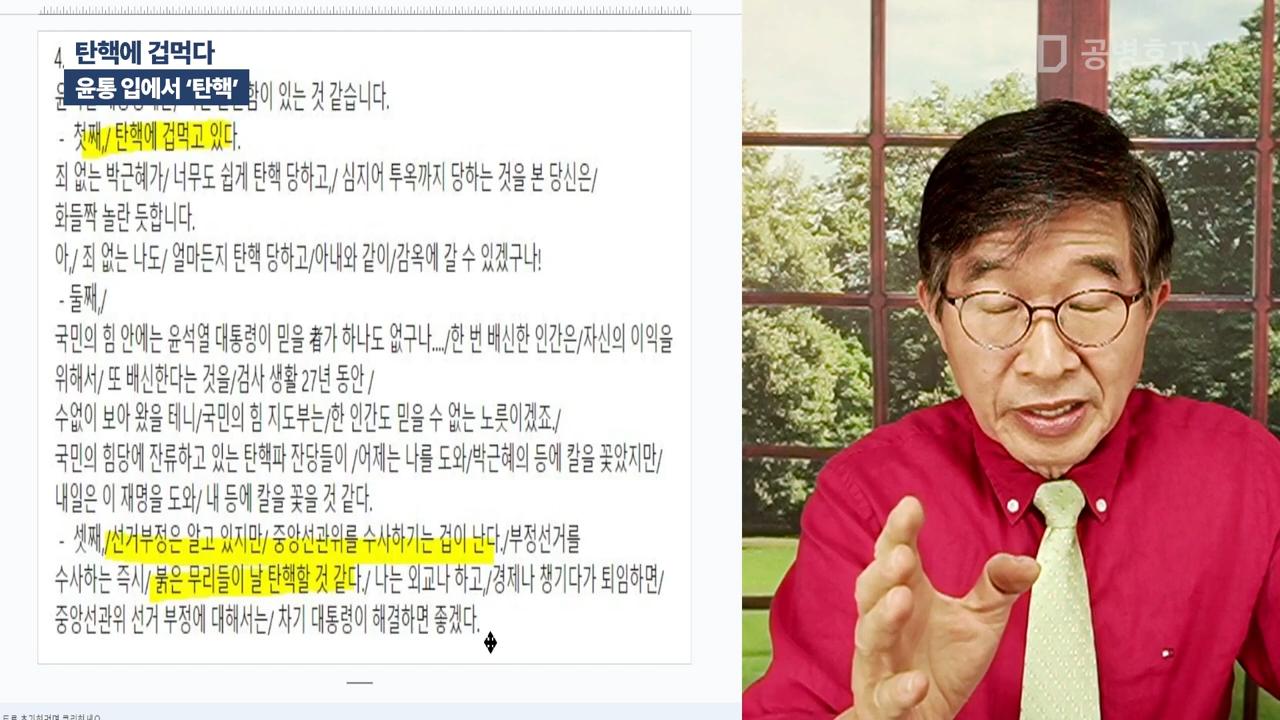 탄핵에 겁먹다
윤통 입에서 ‘탄핵’
공병호TV
4.
함이 있는 것 같습니다.
- 첫째,/ 탄핵에 겁먹고 있다.
죄 없는 박근혜가/ 너무도 쉽게 탄핵 당하고,/ 심지어 투옥까지 당하는 것을 본 당신은/
화들짝 놀란 듯합니다.
아,/ 죄 없는 나도/ 얼마든지 탄핵 당하고/아내와 같이/감옥에 갈 수 있겠구나!
- 둘째,/
국민의 힘 안에는 윤석열 대통령이 믿을 者가 하나도 없구나..../한 번 배신한 인간은/자신의 이익을
위해서/ 또 배신한다는 것을/검사 생활 27년 동안 /
수없이 보아 왔을 테니/국민의 힘 지도부는/한 인간도 믿을 수 없는 노릇이겠죠./
국민의 힘당에 잔류하고 있는 탄핵파 잔당들이 /어제는 나를 도와/박근혜의 등에 칼을 꽂았지만/
내일은 이 재명을 도와/ 내 등에 칼을 꽂을 것 같다.
- 셋째,/선거부정은 알고 있지만/ 중앙선관위를 수사하기는 겁이 난다./부정선거를
수사하는 즉시/ 붉은 무리들이 날 탄핵할 것 같다./ 나는 외교나 하고,/경제나 챙기다가 퇴임하면/
중앙선관위 선거 부정에 대해서는/ 차기 대통령이 해결하면 좋겠다.